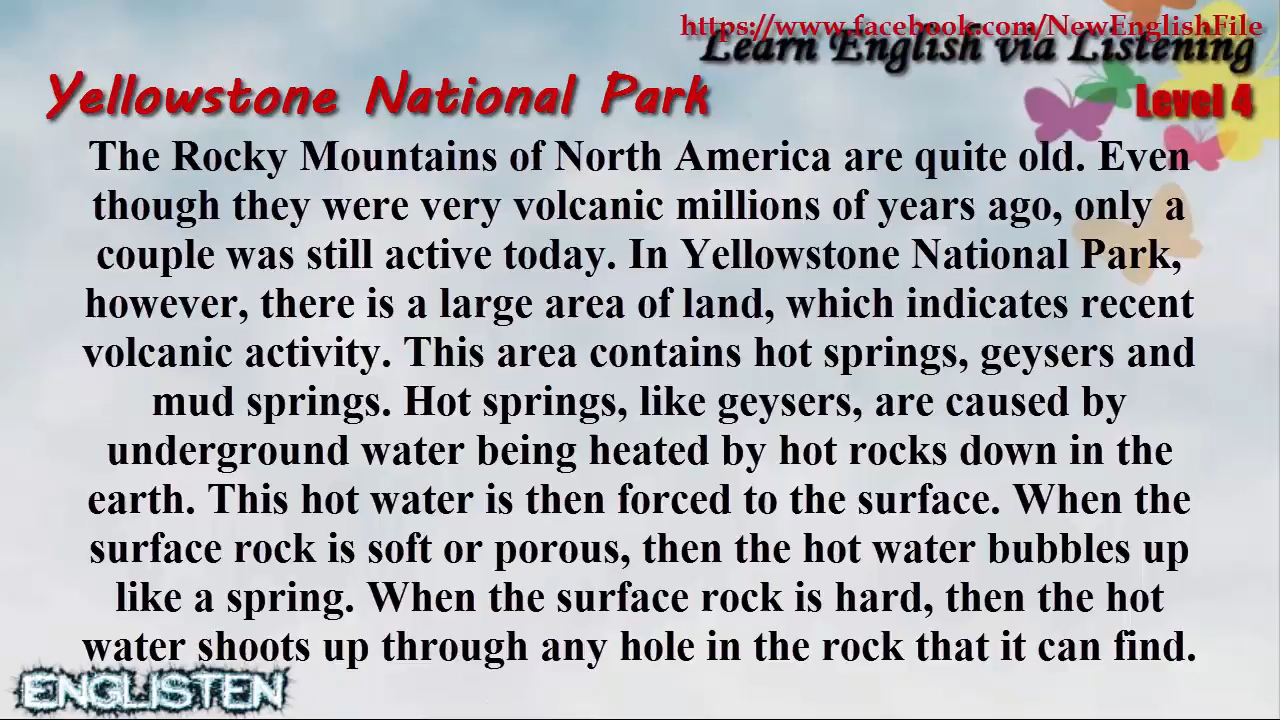 https://www.facebook.com/NewEnglishFile
Learn English via Listening
Yellowstone National Park
Level 4
The Rocky Mountains of North America are quite old. Even
though they were very volcanic millions of years ago, only a
couple was still active today. In Yellowstone National Park,
however, there is a large area of land, which indicates recent
volcanic activity. This area contains hot springs, geysers and
mud springs. Hot springs, like geysers, are caused by
underground water being heated by hot rocks down in the
earth. This hot water is then forced to the surface. When the
surface rock is soft or porous, then the hot water bubbles up
like a spring. When the surface rock is hard, then the hot
water shoots up through any hole in the rock that it can find.
ENGLISTEN